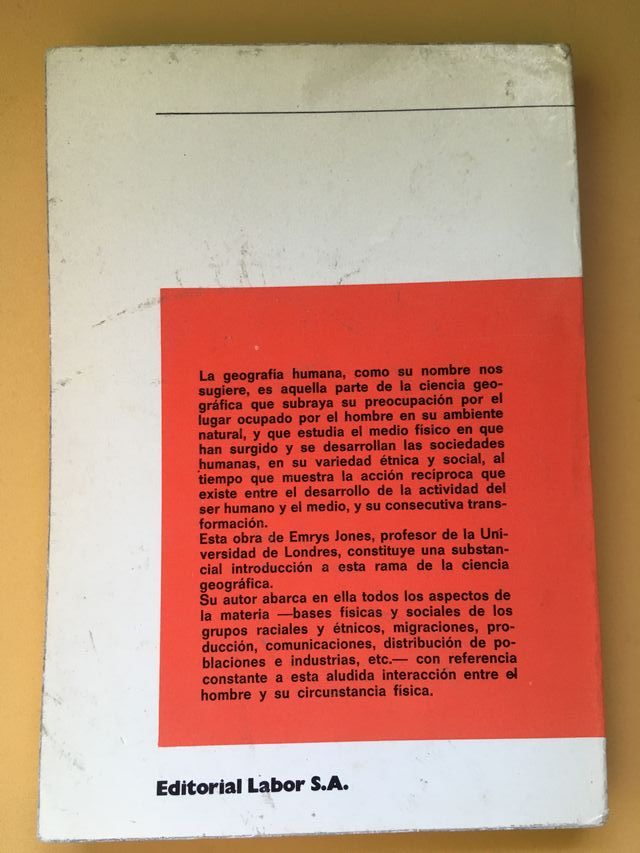 La geografía humana, como su nombre nos
sugiere, es aquella parte de la ciencia geo-
gráfica que subraya su preocupación por el
lugar ocupado por el hombre en su ambiente
natural, y que estudia el medio físico en que
han surgido y se desarrollan las sociedades
humanas, en su variedad étnica y social, al
tiempo que muestra la acción recíproca que
existe entre el desarrollo de la actividad del
ser humano y el medio, y su consecutiva trans-
formación.
Esta obra de Emrys Jones, profesor de la Uni-
versidad de Londres, constituye una substan-
cial introducción a esta rama de la ciencia
geográfica.
Su autor abarca en ella todos los aspectos de
la materia —bases físicas y sociales de los
grupos raciales y étnicos, migraciones, pro-
ducción, comunicaciones, distribución de po-
blaciones e industrias, etc.— con referencia
constante a esta aludida interacción entre el
hombre y su circunstancia física.
Editorial Labor S.A.